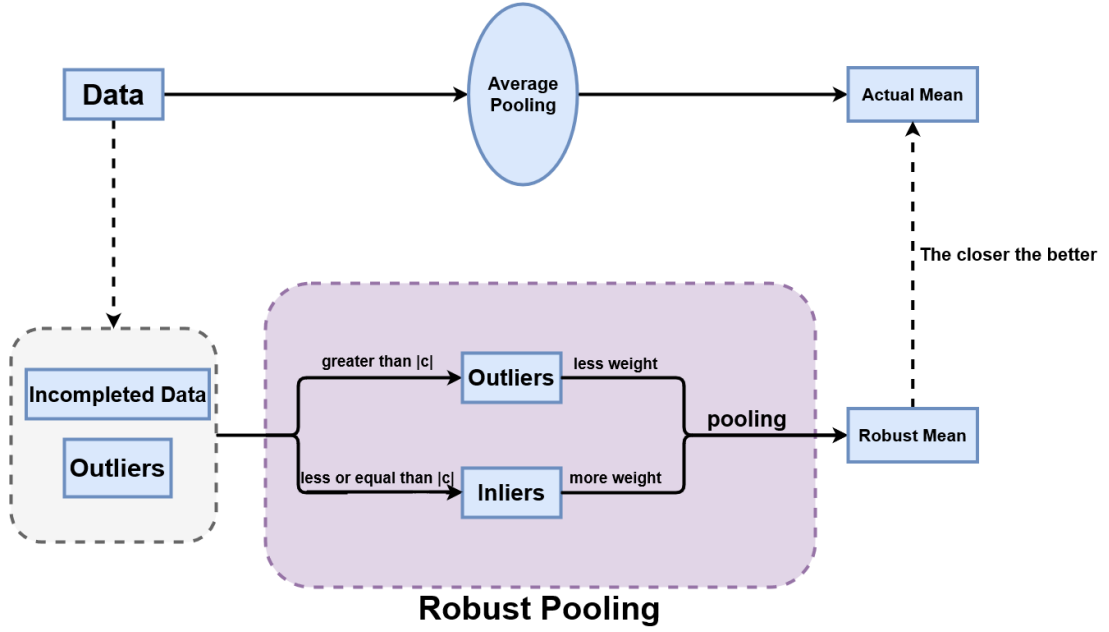 Data
Average
Pooling
Actual Mean
The closer the better
Incompleted Data
Outliers
greater than |c|
Outliers
less weight
less or equal than |c|
Inliers
more weight
pooling
Robust Mean
Robust Pooling